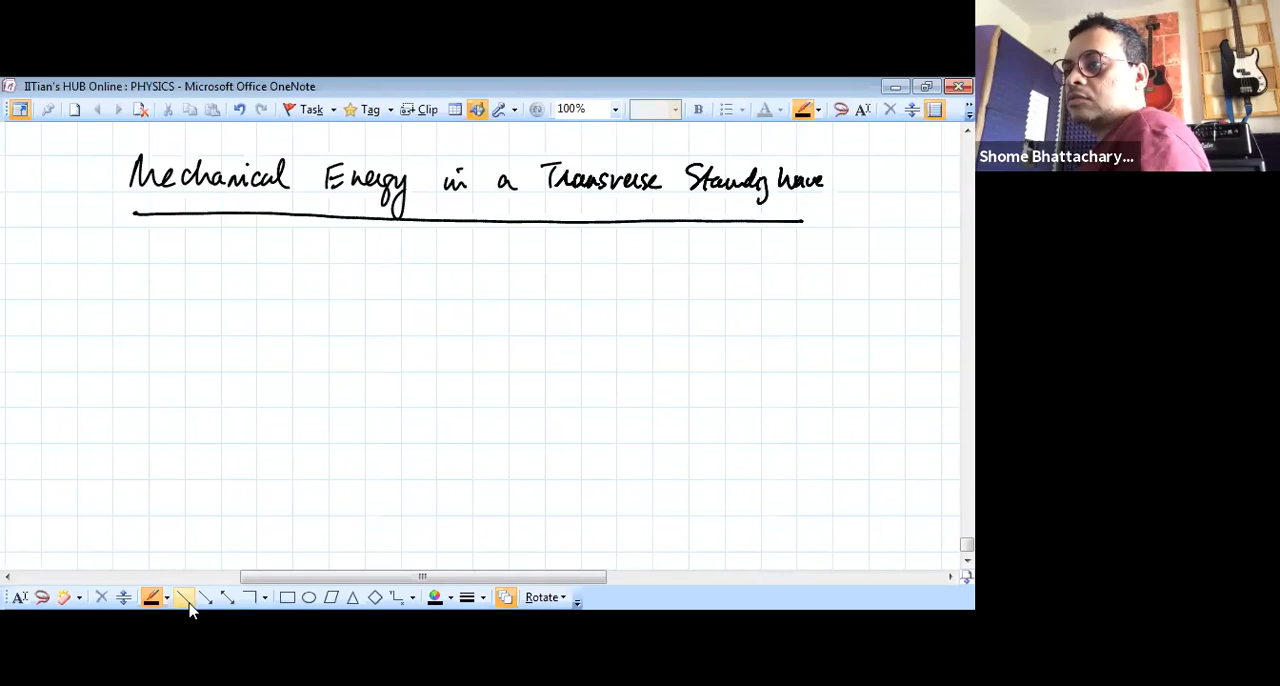 IITian's HUB Online : PHYSICS - Microsoft Office OneNote
Task Tag Clip 100% B A A
Mechanical Energy in a Transverse Standing Wave
A Rotate
Shome Bhattachary...